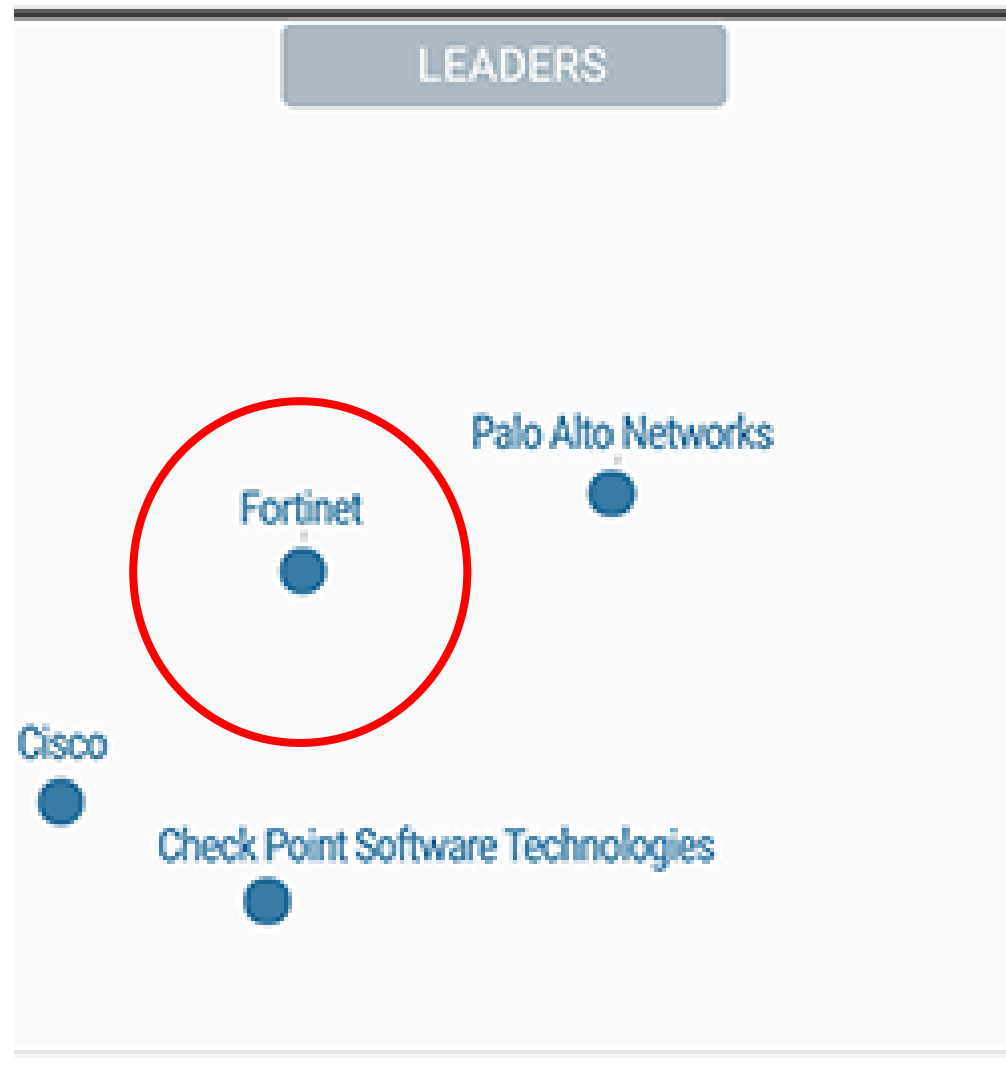 LEADERS
Palo Alto Networks
Fortinet
Cisco
Check Point Software Technologies